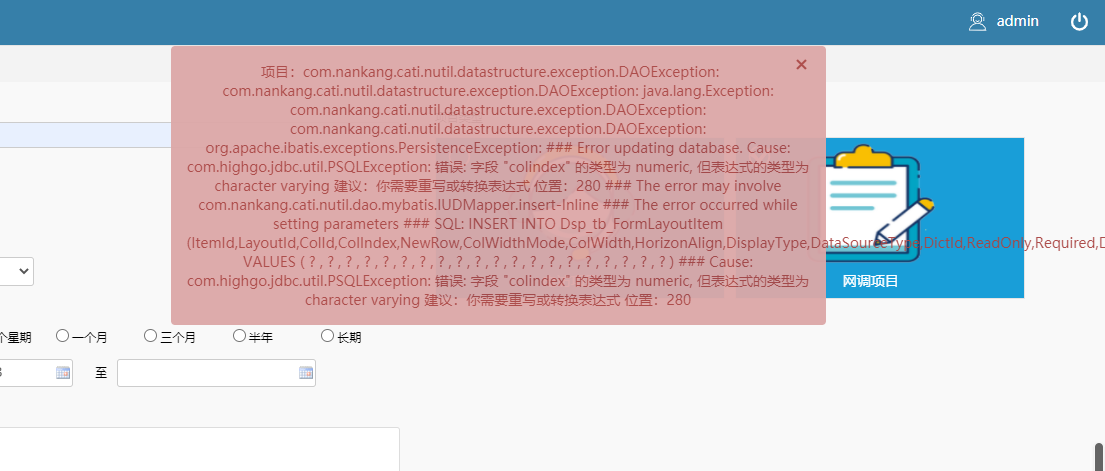 admin
项目：com.nankang.cati.nutil.datastructure.exception.DAOException:
com.nankang.cati.nutil.datastructure.exception.DAOException: java.lang.Exception:
com.nankang.cati.nutil.datastructure.exception.DAOException:
com.nankang.cati.nutil.datastructure.exception.DAOException:
org.apache.ibatis.exceptions.PersistenceException: ### Error updating database. Cause:
com.highgo.jdbc.util.PSQLException: 错误: 字段 "colindex" 的类型为 numeric, 但表达式的类型为
character varying 建议：你需要重写或转换表达式 位置：280 ### The error may involve
com.nankang.cati.nutil.dao.mybatis.IUDMapper.insert-Inline ### The error occurred while
setting parameters ### SQL: INSERT INTO Dsp_tb_FormLayoutItem
(ItemId,LayoutId,ColId,ColIndex,NewRow,ColWidthMode,ColWidth,HorizonAlign,DisplayType,DataSourceType,DictId,ReadOnly,Required,D
VALUES ( ? , ? , ? , ? , ? , ? , ? , ? , ? , ? , ? , ? , ? , ? , ? , ? , ? , ? , ? , ? ) ### Cause:
com.highgo.jdbc.util.PSQLException: 错误: 字段 "colindex" 的类型为 numeric, 但表达式的类型为
character varying 建议：你需要重写或转换表达式 位置：280
网调项目
个星期 一个月 三个月 半年 长期
至